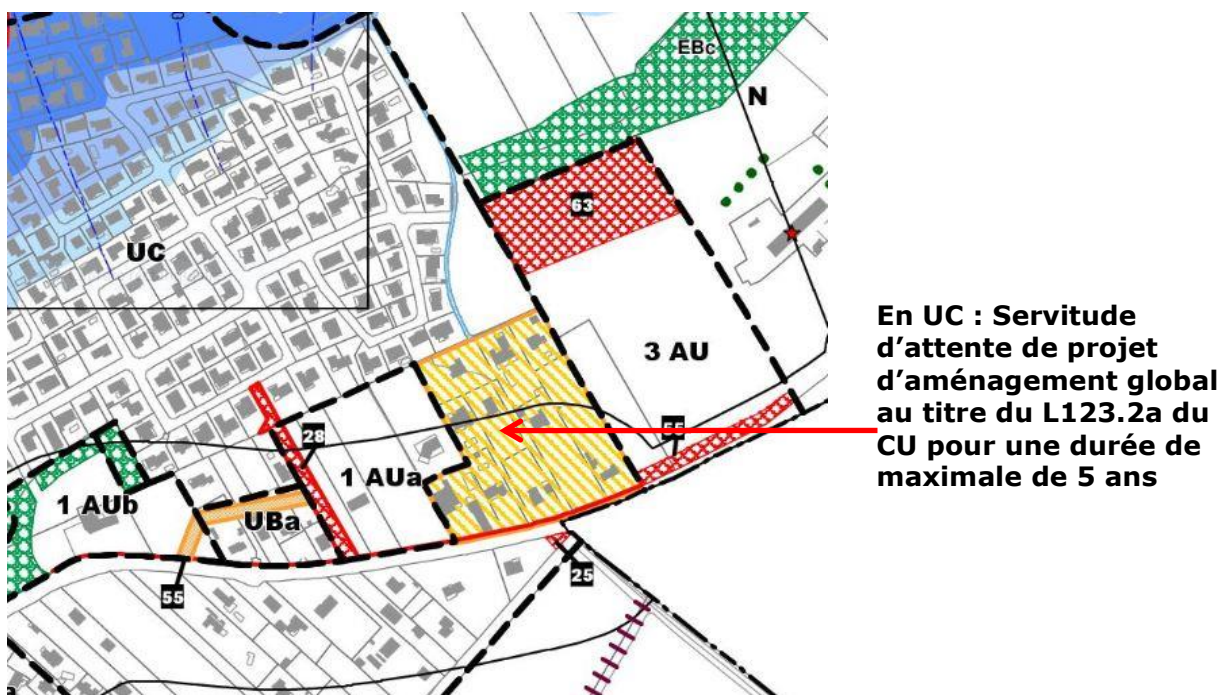 EBc
N
63
UC
3 AU
28
1 AUa
1 AUb
UBa
55
25
En UC : Servitude
d’attente de projet
d’aménagement global
au titre du L123.2a du
CU pour une durée de
maximale de 5 ans